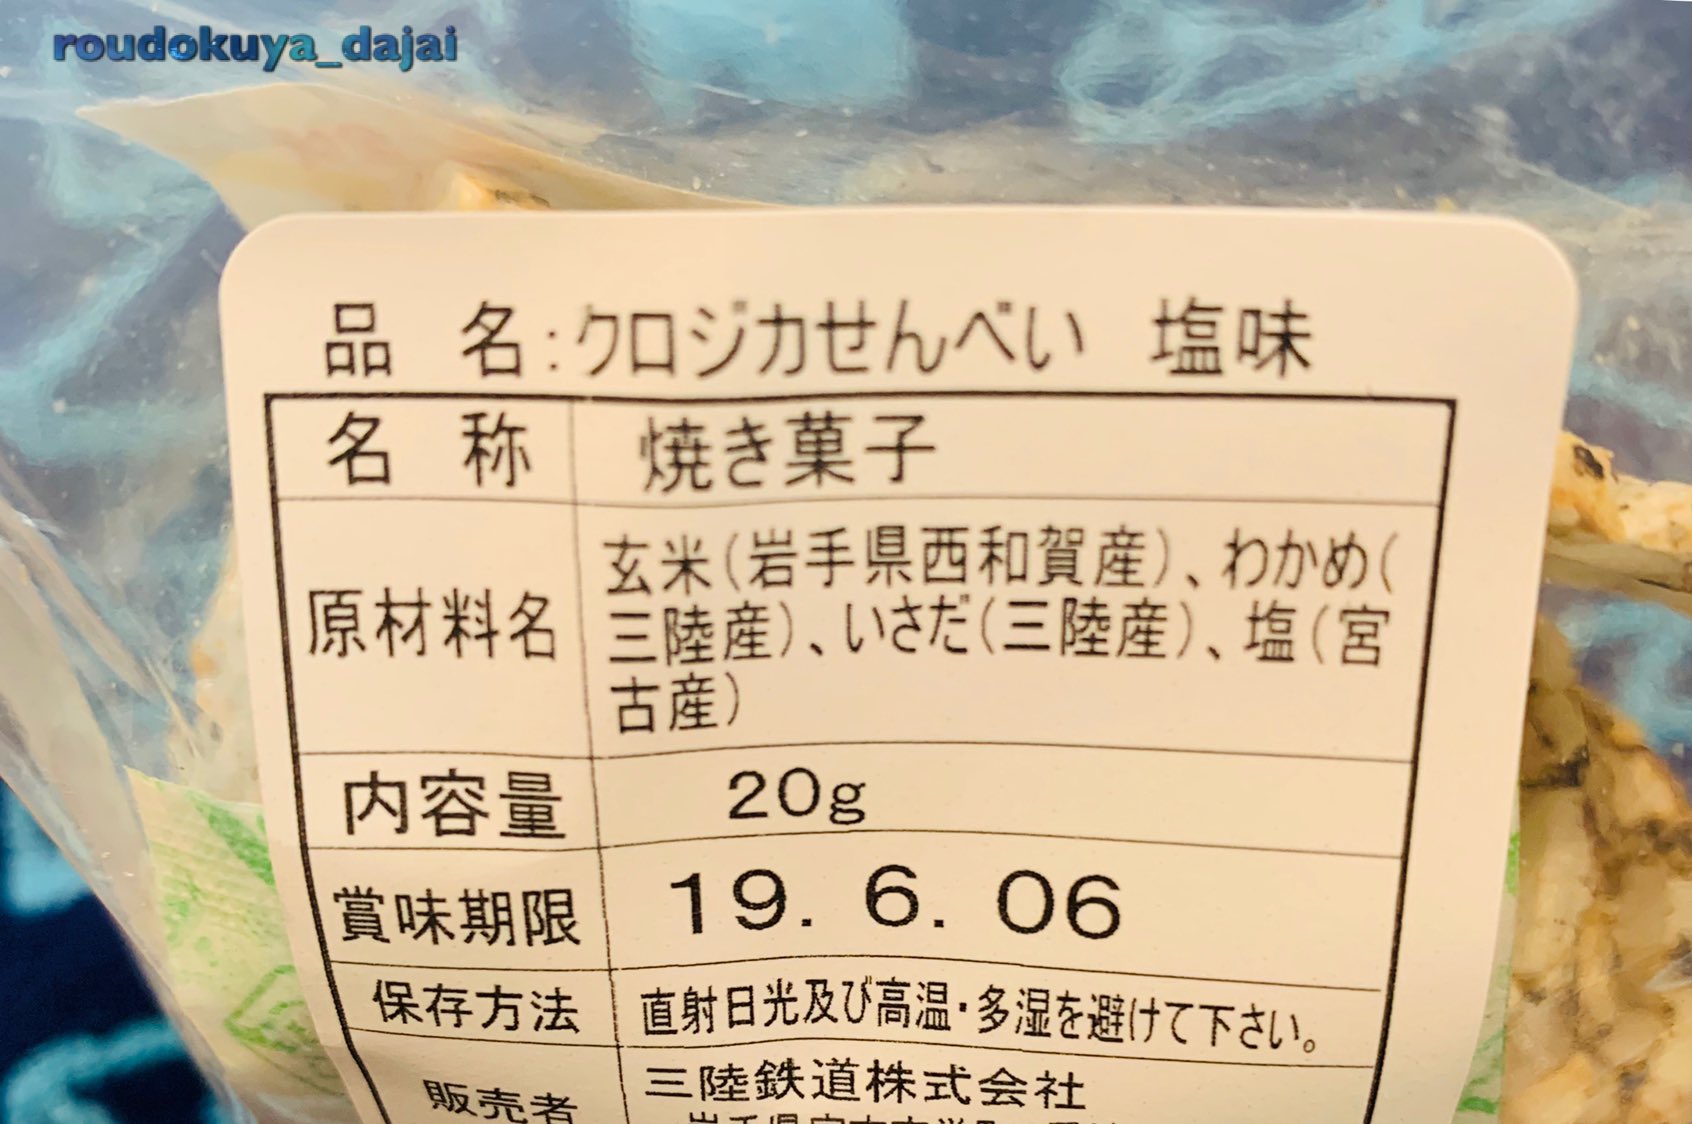 roudokuya_dajai
品 名:クロジカせんべい 塩味
名 称 焼き菓子
原材料名 玄米(岩手県西和賀産)、わかめ(
三陸産)、いさだ(三陸産)、塩(宮
古産)
内容量 20g
賞味期限 19. 6. 06
保存方法 直射日光及び高温・多湿を避けて下さい。
販売者 三陸鉄道株式会社